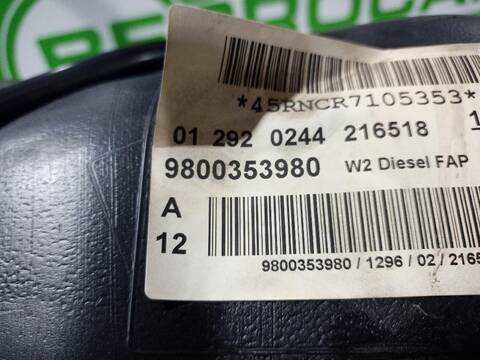 *45RNCR7105353*
01 292 0244 216518
9800353980 W2 Diesel FAP
A
12
9800353980 / 1296 / 02 / 2165